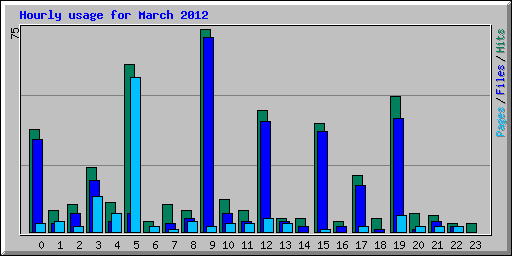 Hourly usage for March 2012
75
Pages / Files / Hits
0 1 2 3 4 5 6 7 8 9 10 11 12 13 14 15 16 17 18 19 20 21 22 23